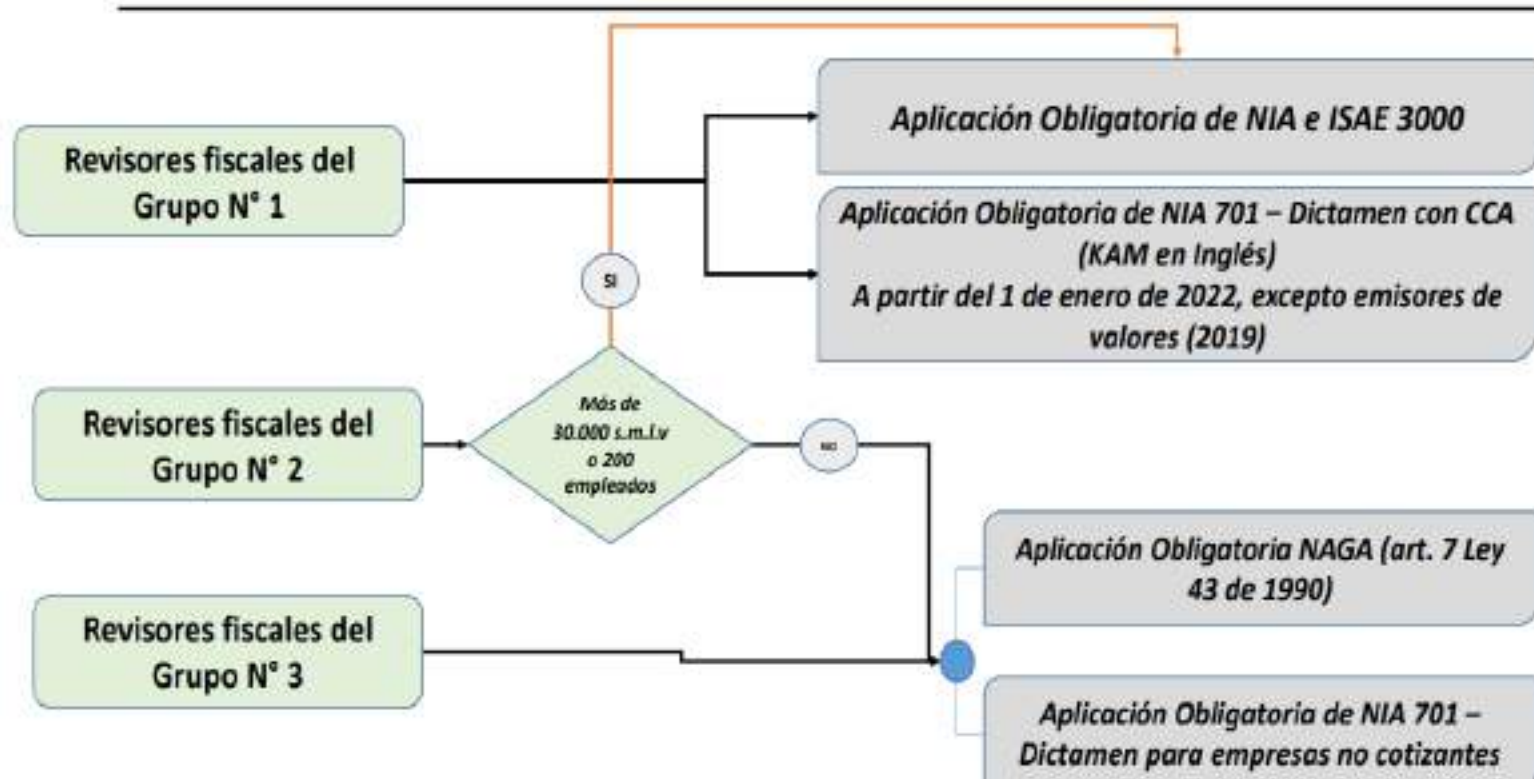 Aplicación Obligatoria de NIA e ISAE 3000
Revisores fiscales del
Grupo N° 1
Aplicación Obligatoria de NIA 701 – Dictamen con CCA
(KAM en Inglés)
A partir del 1 de enero de 2022, excepto emisores de
valores (2019)
SI
Revisores fiscales del
Grupo N° 2
Más de
30.000 s.m.l.v
o 200
empleados
NO
Aplicación Obligatoria NAGA (art. 7 Ley
43 de 1990)
Revisores fiscales del
Grupo N° 3
Aplicación Obligatoria de NIA 701 –
Dictamen para empresas no cotizantes